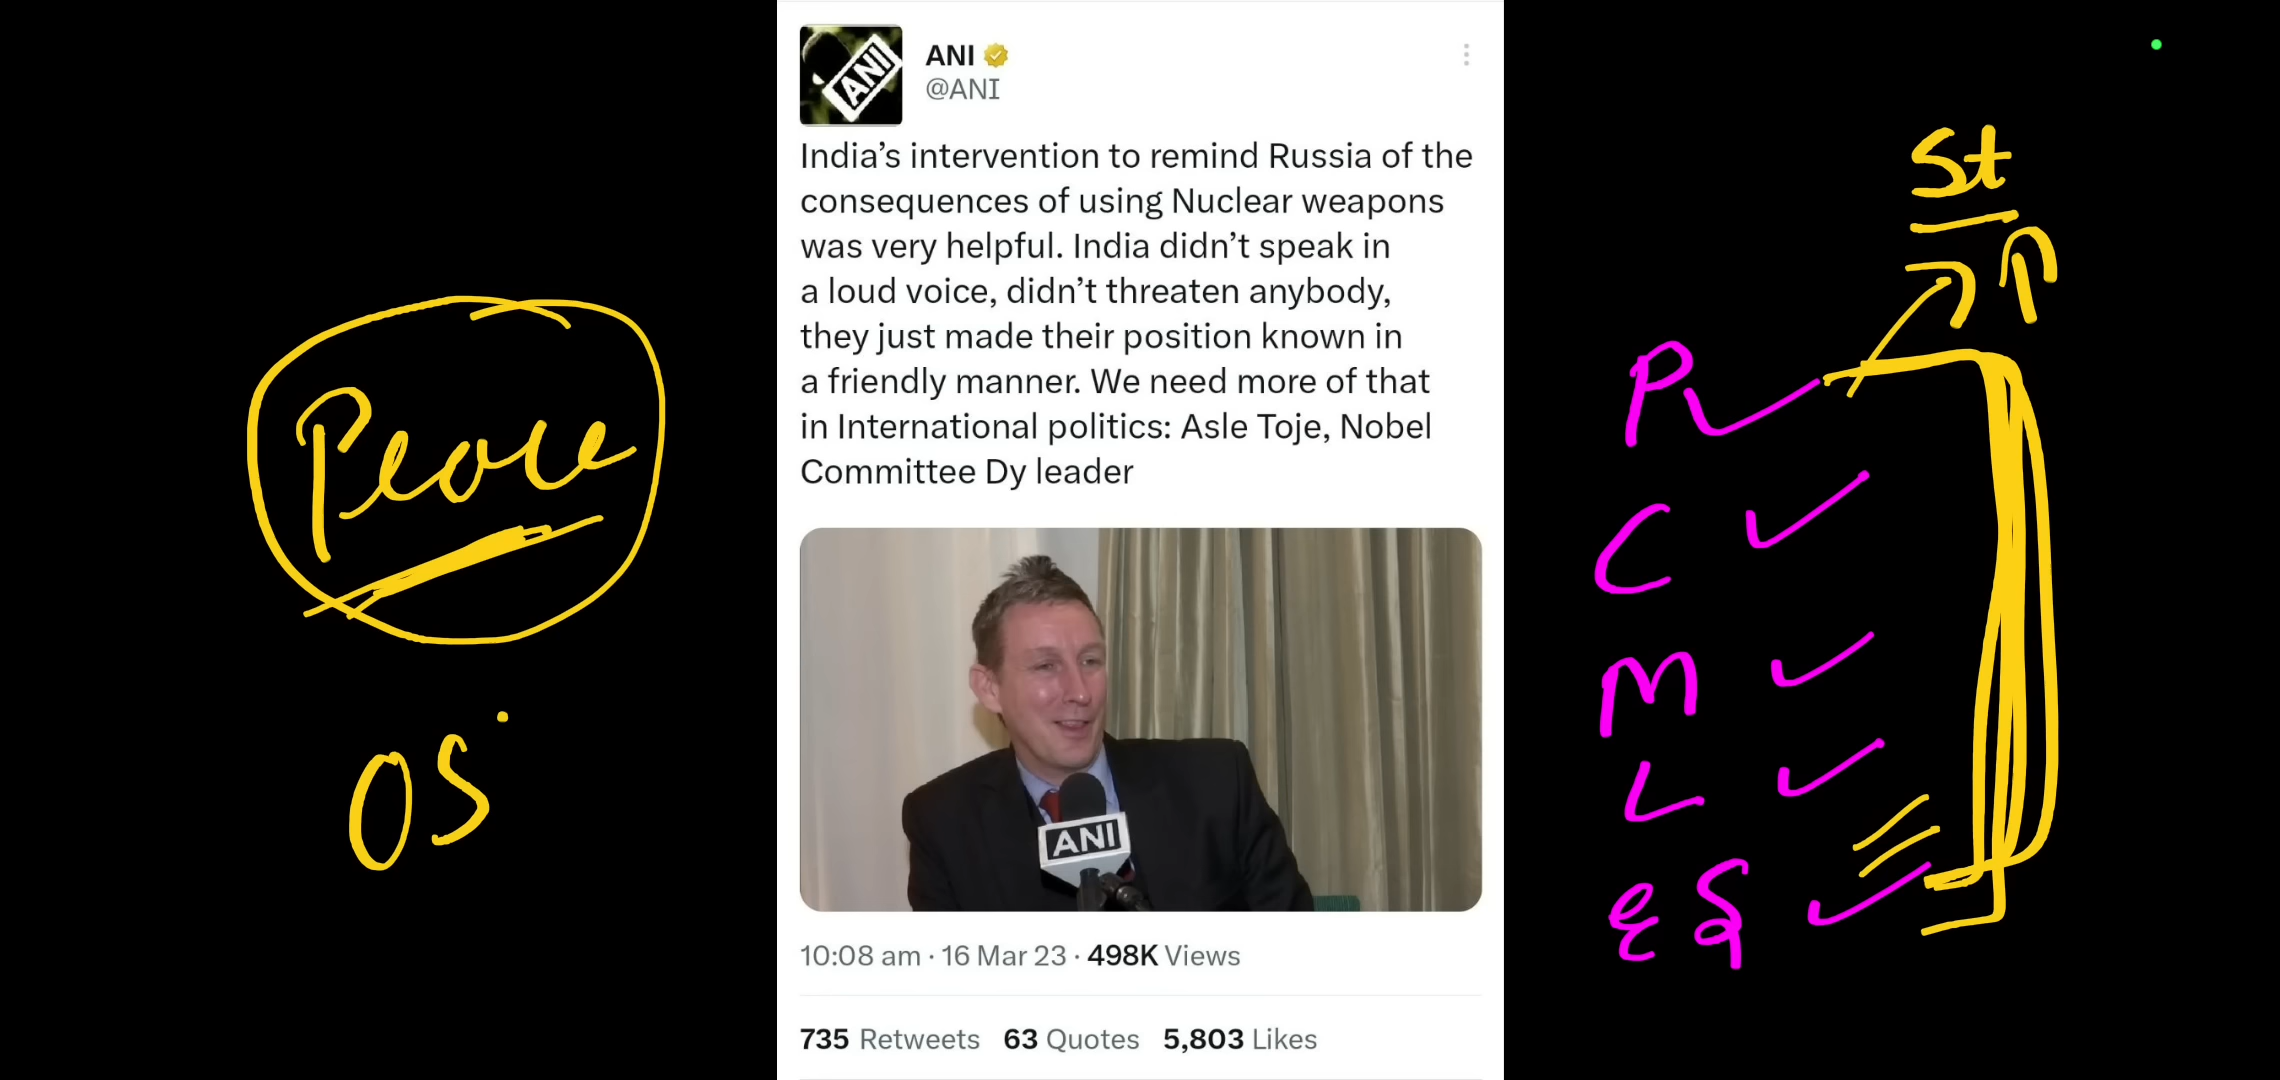 ANI
ANI
@ANI
India’s intervention to remind Russia of the
consequences of using Nuclear weapons
was very helpful. India didn’t speak in
a loud voice, didn’t threaten anybody,
they just made their position known in
a friendly manner. We need more of that
in International politics: Asle Toje, Nobel
Committee Dy leader
ANI
10:08 am · 16 Mar 23 · 498K Views
735 Retweets 63 Quotes 5,803 Likes
Peace
OS
St
P
C
M
L